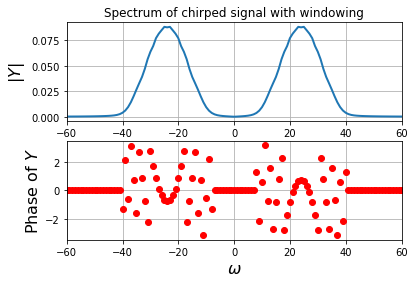 Spectrum of chirped signal with windowing
|Y|
0.075
0.050
0.025
0.000
−60 −40 −20 0 20 40 60
Phase of Y
2
0
−2
−60 −40 −20 0 20 40 60
ω